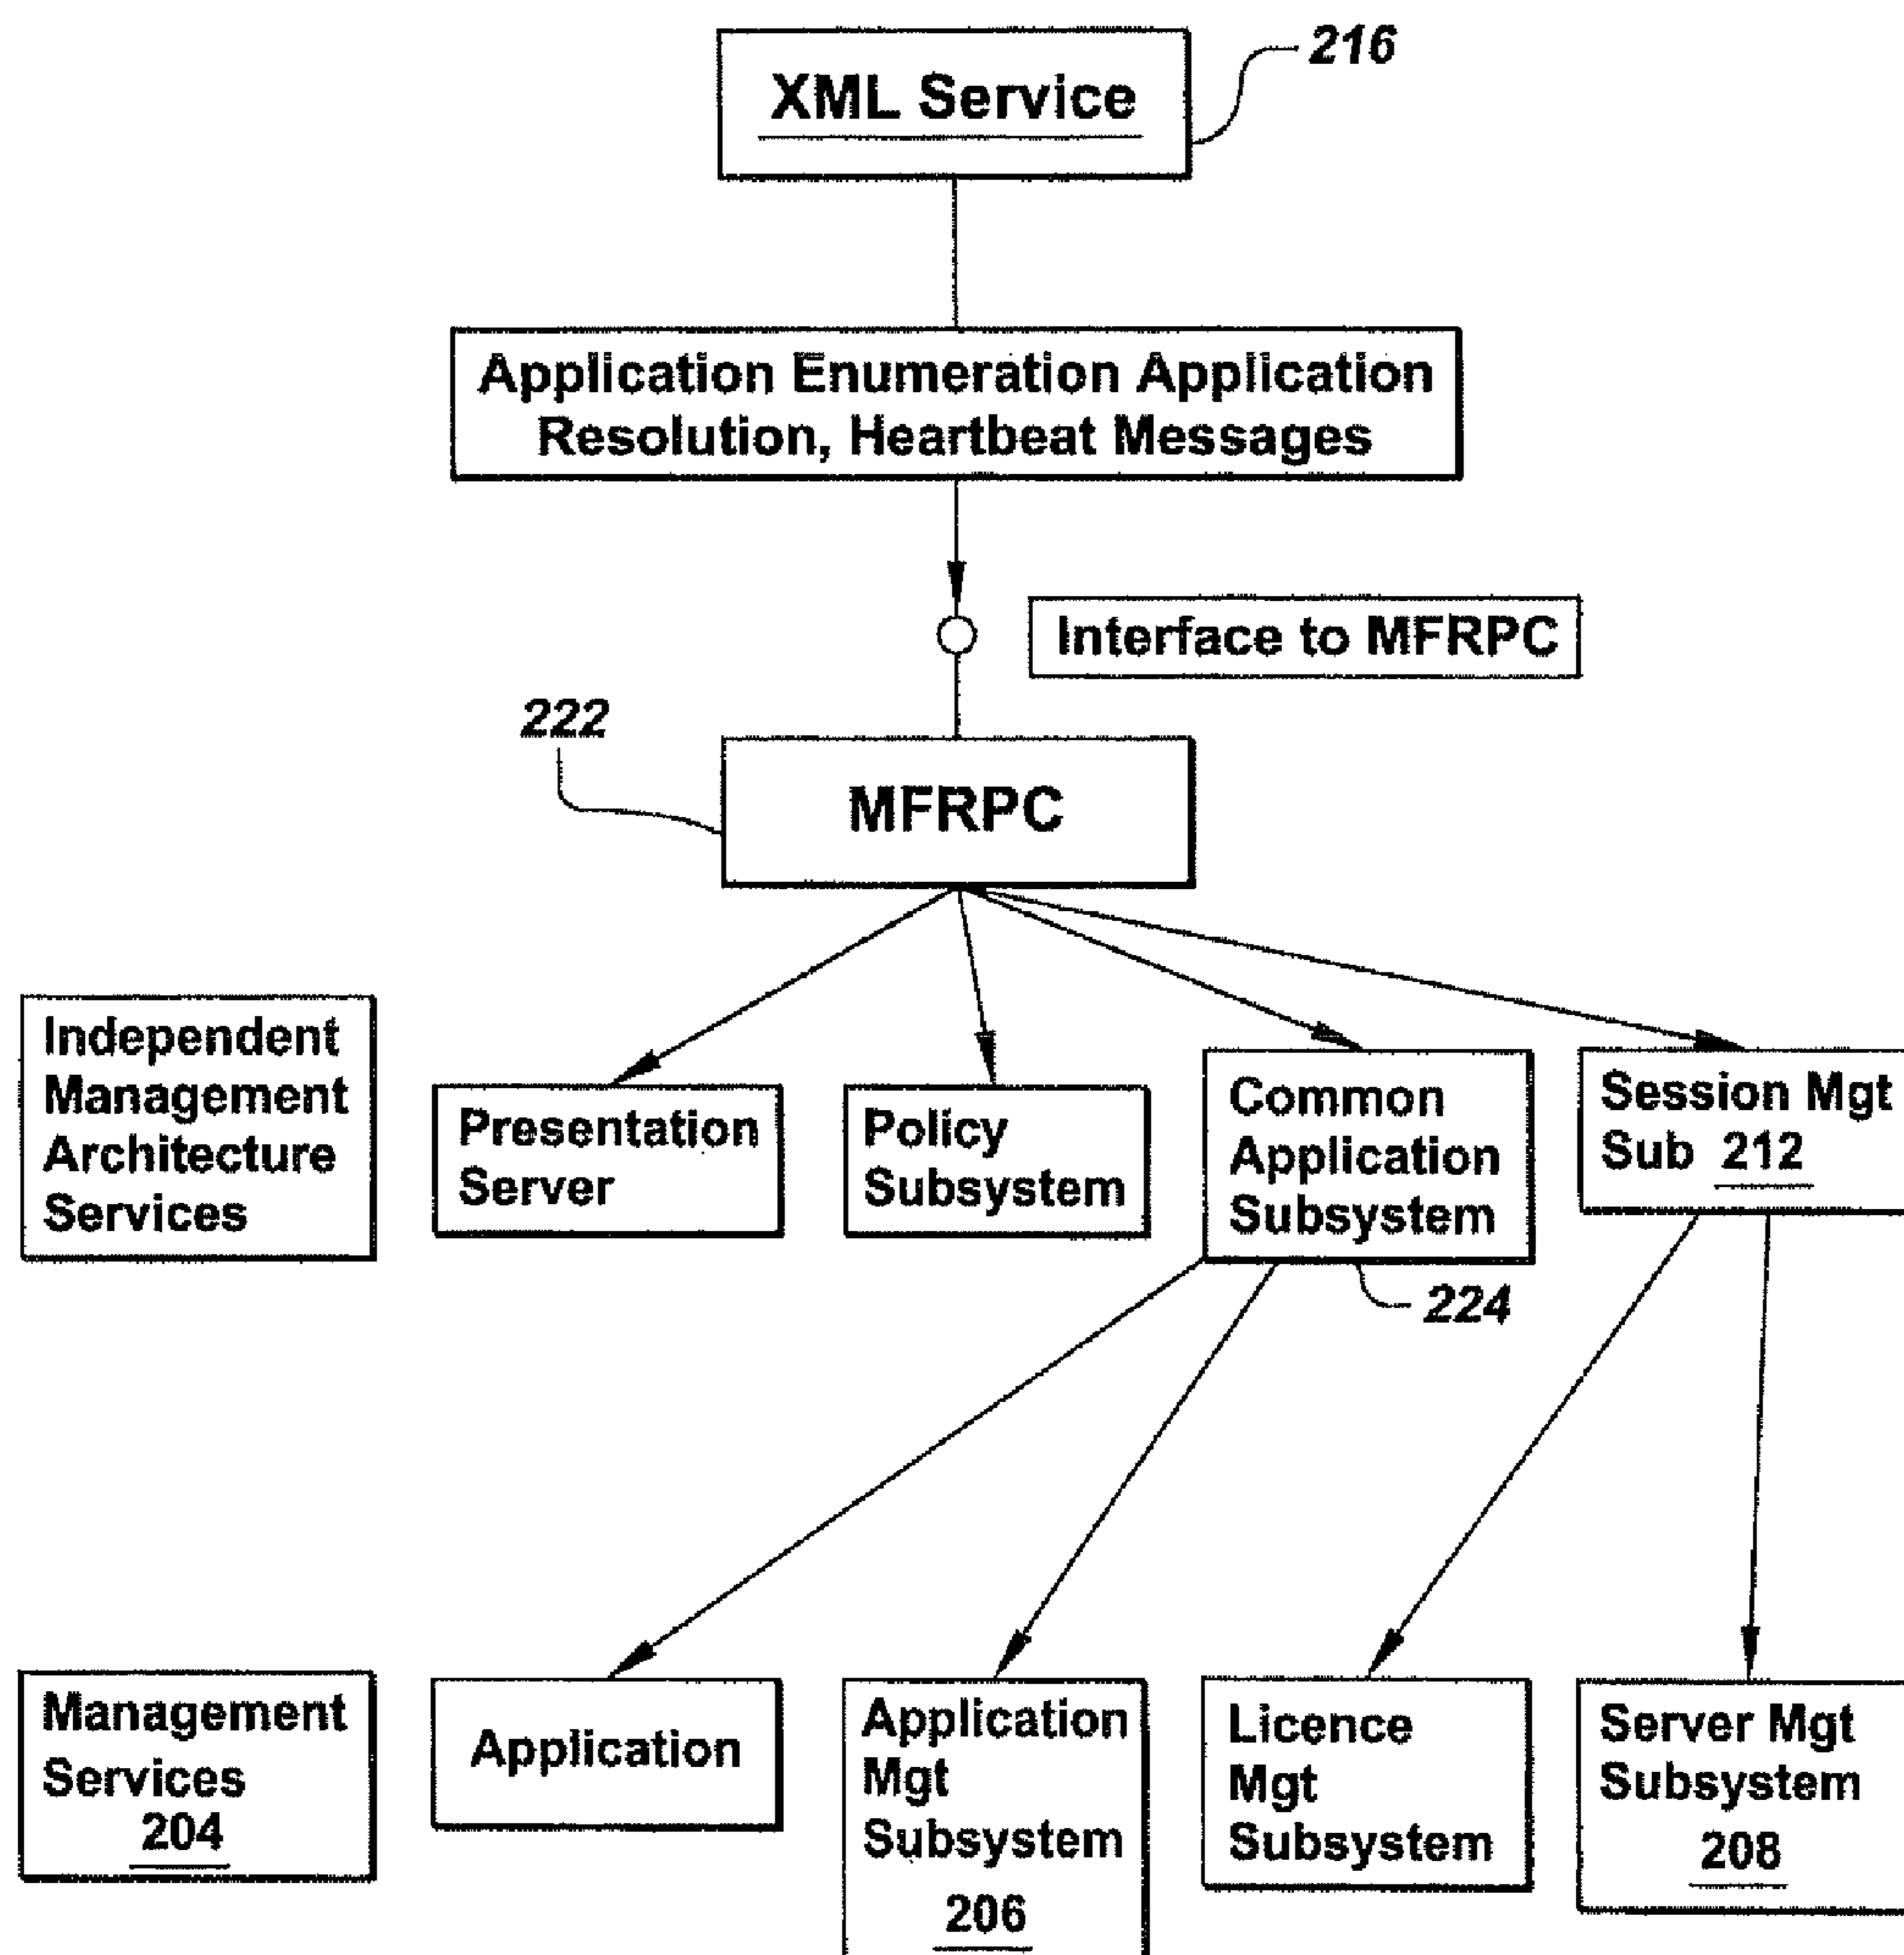 216
XML Service
Application Enumeration Application
Resolution, Heartbeat Messages
Interface to MFRPC
222
MFRPC
Independent
Management
Architecture
Services
Presentation
Server
Policy
Subsystem
Common
Application
Subsystem
224
Session Mgt
Sub 212
Management
Services
204
Application
Application
Mgt
Subsystem
206
Licence
Mgt
Subsystem
Server Mgt
Subsystem
208